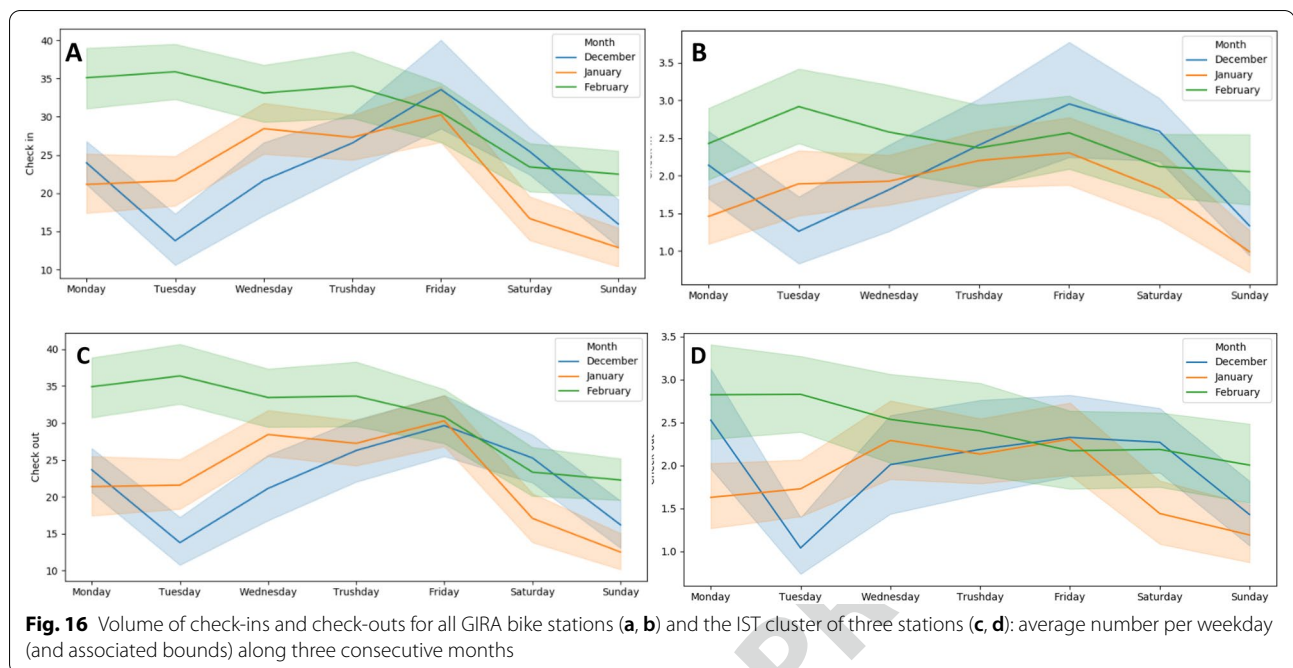 A
40
35
30
25
20
15
10
Check in
Month
December
January
February
Monday Tuesday Wednesday Trushday Friday Saturday Sunday
B
3.5
3.0
2.5
2.0
1.5
1.0
Month
December
January
February
Monday Tuesday Wednesday Trushday Friday Saturday Sunday
C
40
35
30
25
20
15
10
Check out
Month
December
January
February
Monday Tuesday Wednesday Trushday Friday Saturday Sunday
D
3.5
3.0
2.5
2.0
1.5
1.0
Month
December
January
February
Monday Tuesday Wednesday Trushday Friday Saturday Sunday
Fig. 16 Volume of check-ins and check-outs for all GIRA bike stations (a, b) and the IST cluster of three stations (c, d): average number per weekday
(and associated bounds) along three consecutive months